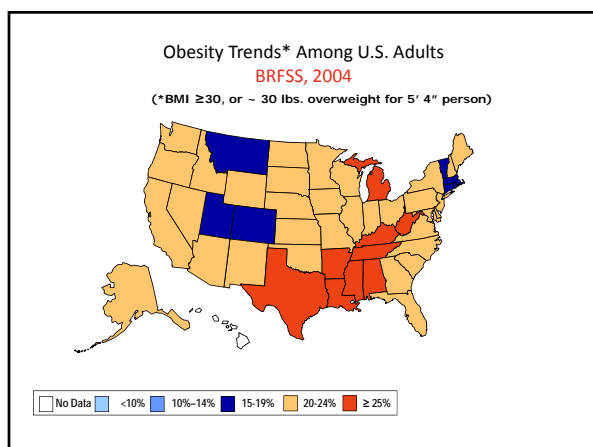 Obesity Trends* Among U.S. Adults
BRFSS, 2004
(*BMI ≥30, or ~ 30 lbs. overweight for 5' 4" person)
No Data <10% 10%–14% 15-19% 20-24% ≥ 25%